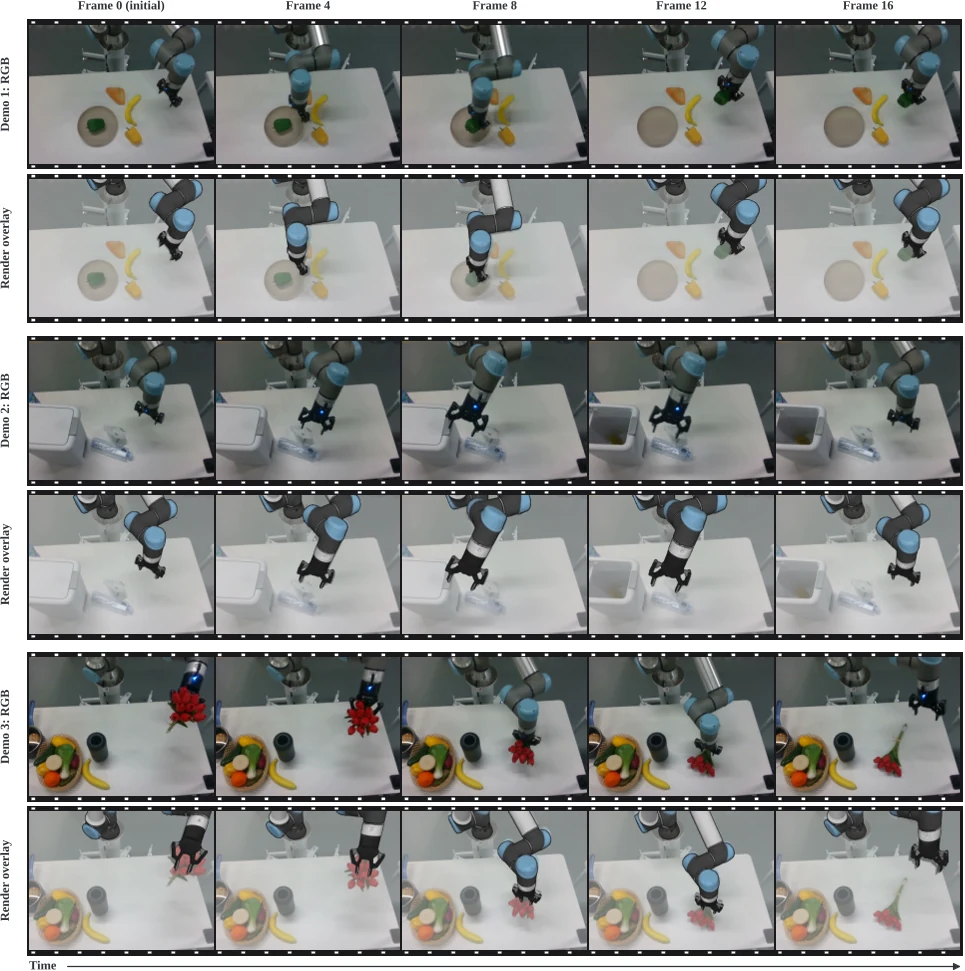 Frame 0 (initial) Frame 4 Frame 8 Frame 12 Frame 16
Demo 1: RGB
Render overlay
Demo 2: RGB
Render overlay
Demo 3: RGB
Render overlay
Time